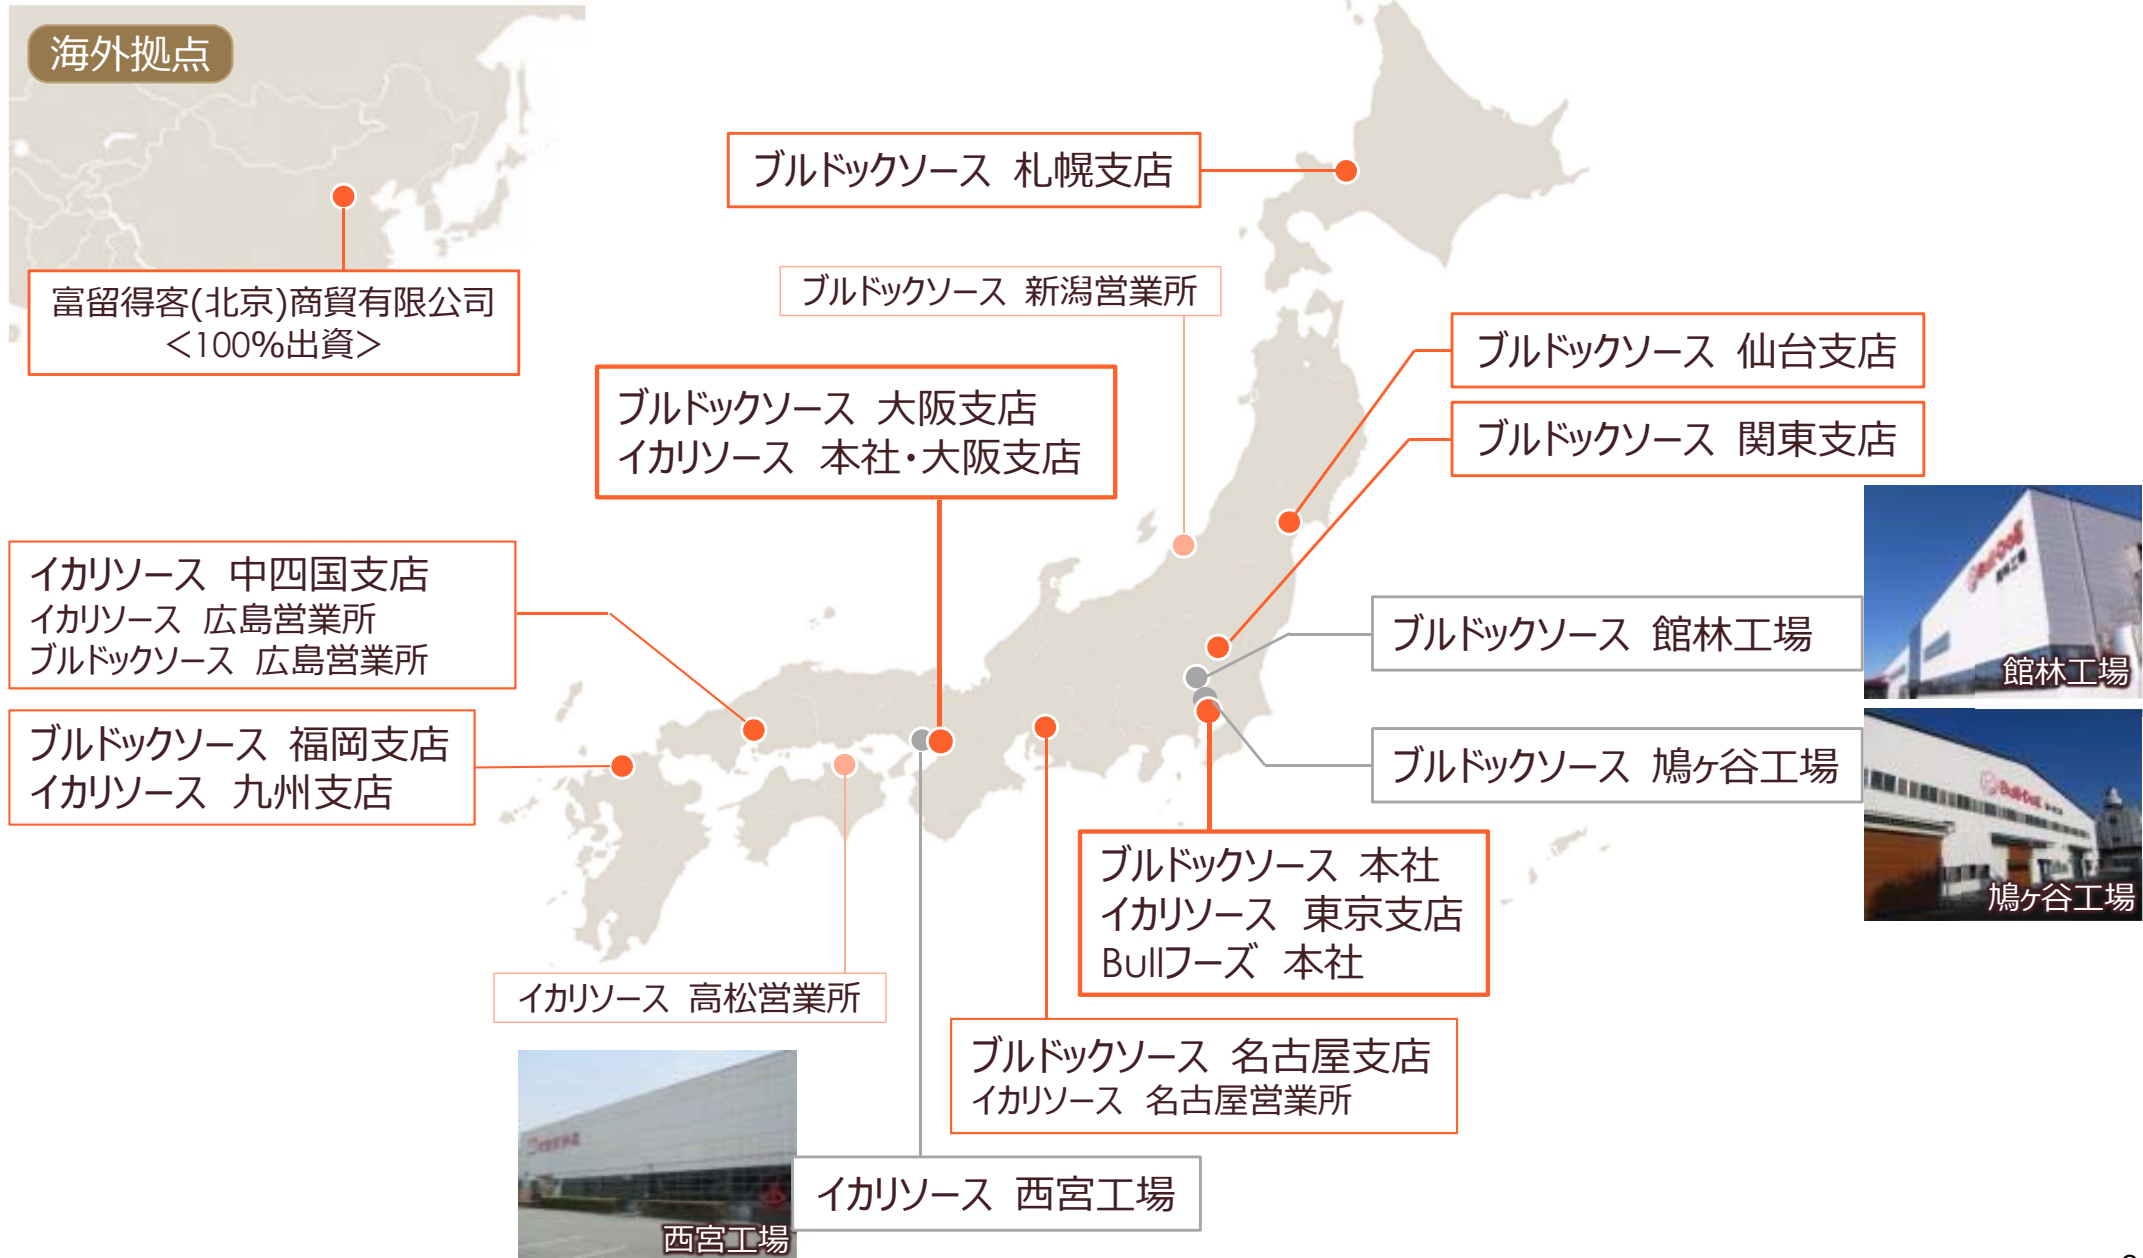 海外拠点
富留得客(北京)商貿有限公司
<100%出資>
ブルドックソース 札幌支店
ブルドックソース 新潟営業所
ブルドックソース 大阪支店
イカリソース 本社・大阪支店
ブルドックソース 仙台支店
ブルドックソース 関東支店
イカリソース 中四国支店
イカリソース 広島営業所
ブルドックソース 広島営業所
ブルドックソース 福岡支店
イカリソース 九州支店
ブルドックソース 館林工場
Bull-Dog
館林工場
ブルドックソース 鳩ヶ谷工場
Bull-Dog
鳩ヶ谷工場
ブルドックソース 本社
イカリソース 東京支店
Bullフーズ 本社
イカリソース 高松営業所
ブルドックソース 名古屋支店
イカリソース 名古屋営業所
イカリソース 西宮工場
西宮工場